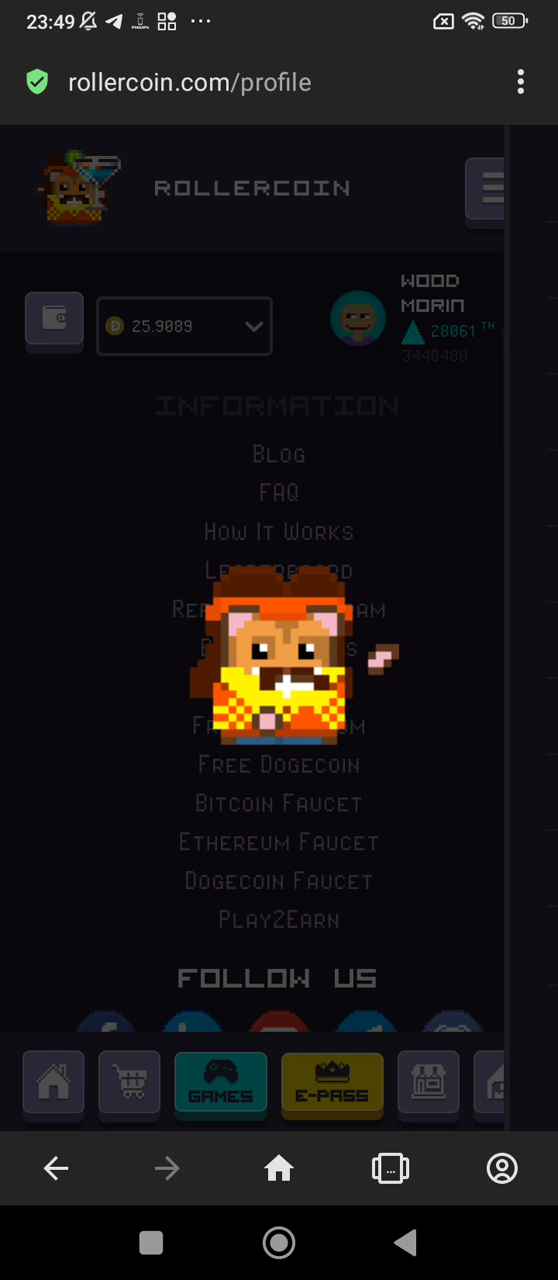 23:49
50
rollercoin.com/profile
ROLLERCOIN
25.9089
WOOD
MORIN
28061 TH
3440480
INFORMATION
BLOG
FAQ
HOW IT WORKS
FREE DOGECOIN
BITCOIN FAUCET
ETHEREUM FAUCET
DOGECOIN FAUCET
PLAY2EARN
FOLLOW US
GAMES
E-PASS